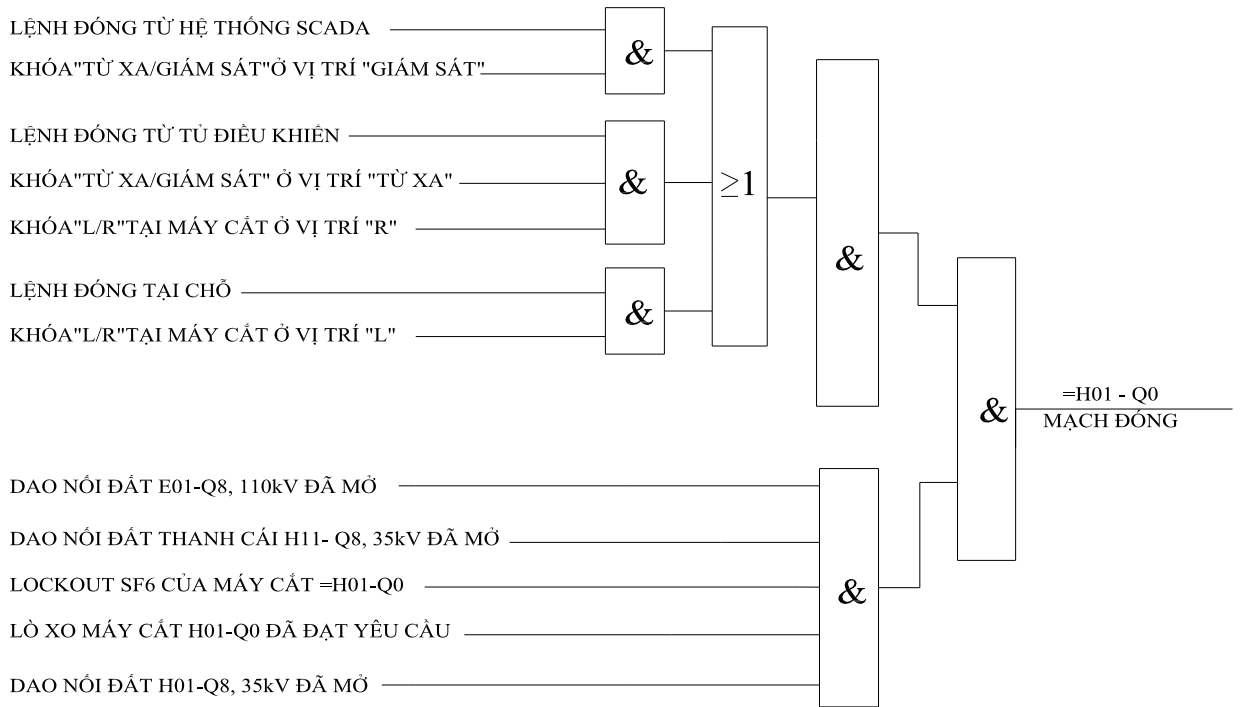 LỆNH ĐÓNG TỪ HỆ THỐNG SCADA
&
KHÓA"TỪ XA/GIÁM SÁT"Ở VỊ TRÍ "GIÁM SÁT"
LỆNH ĐÓNG TỪ TỦ ĐIỀU KHIỂN
KHÓA"TỪ XA/GIÁM SÁT" Ở VỊ TRÍ "TỪ XA"
&
≥1
KHÓA"L/R"TẠI MÁY CẮT Ở VỊ TRÍ "R"
&
LỆNH ĐÓNG TẠI CHỖ
&
KHÓA"L/R"TẠI MÁY CẮT Ở VỊ TRÍ "L"
&
=H01 - Q0
MẠCH ĐÓNG
DAO NỐI ĐẤT E01-Q8, 110kV ĐÃ MỞ
DAO NỐI ĐẤT THANH CÁI H11- Q8, 35kV ĐÃ MỞ
LOCKOUT SF6 CỦA MÁY CẮT =H01-Q0
&
LÒ XO MÁY CẮT H01-Q0 ĐÃ ĐẠT YÊU CẦU
DAO NỐI ĐẤT H01-Q8, 35kV ĐÃ MỞ